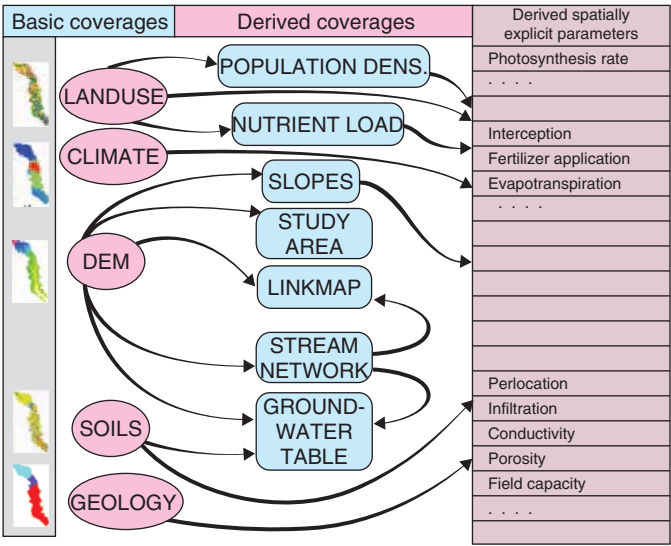 Basic coverages
Derived coverages
Derived spatially
explicit parameters
LANDUSE
CLIMATE
DEM
SOILS
GEOLOGY
POPULATION DENS.
NUTRIENT LOAD
SLOPES
STUDY
AREA
LINKMAP
STREAM
NETWORK
GROUND-
WATER
TABLE
Photosynthesis rate
. . . .
Interception
Fertilizer application
Evapotranspiration
. . . .
Perlocation
Infiltration
Conductivity
Porosity
Field capacity
. . . .